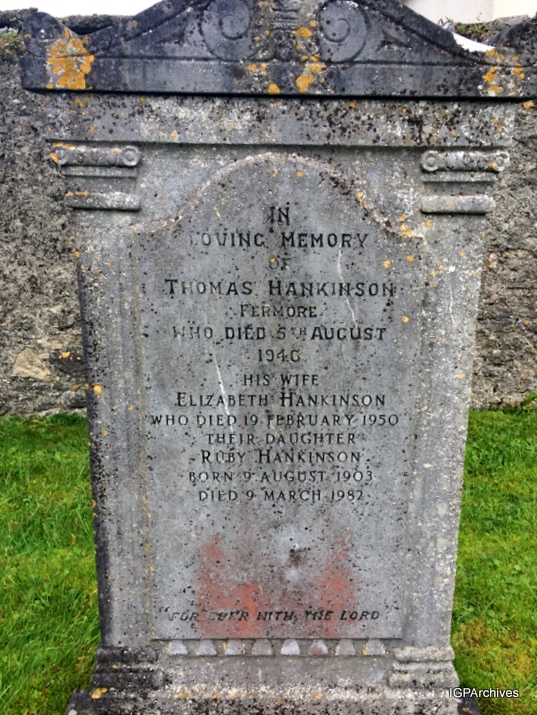 IN
LOVING MEMORY
OF
THOMAS HANKINSON
FERMORE
WHO DIED 5TH AUGUST
1946
HIS WIFE
ELIZABETH HANKINSON
WHO DIED 19 FEBRUARY 1950
THEIR DAUGHTER
RUBY HANKINSON
BORN 9 AUGUST 1903
DIED 9 MARCH 1982
"FOR EVER WITH THE LORD
IGPArchives